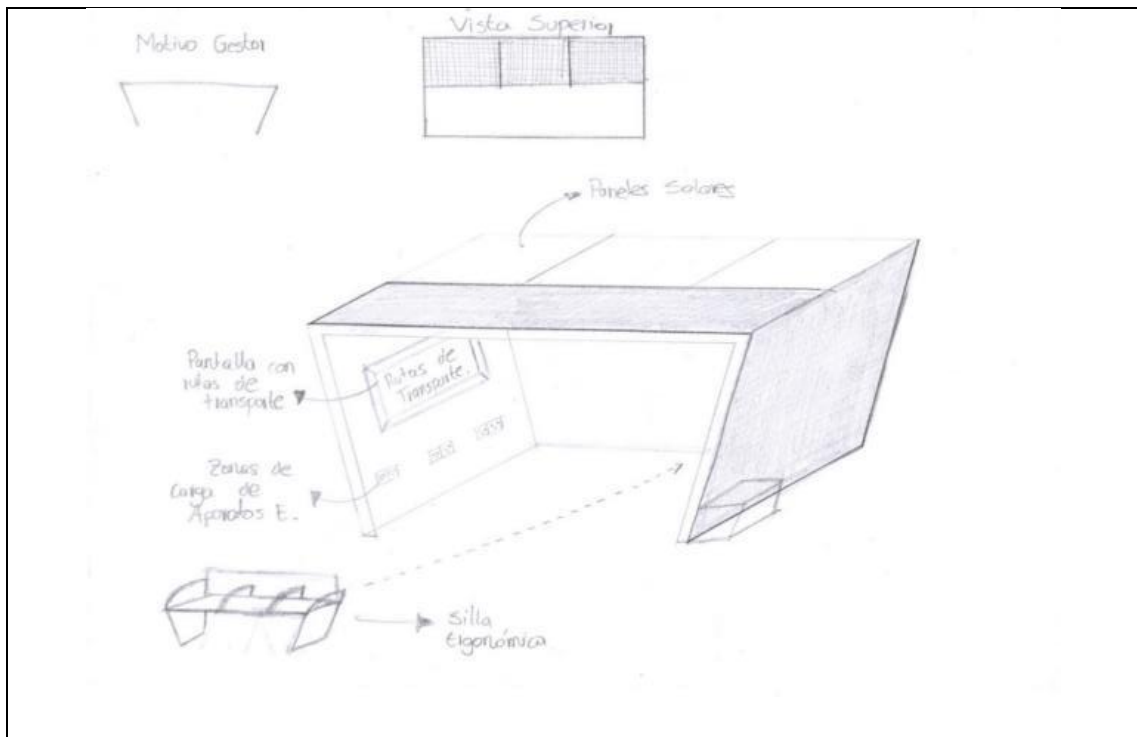 Motivo Gestor
Vista Superior
Paneles Solares
Pantalla con
rutas de
transporte
Rutas de
Transporte.
Zonas de
Carga de
Aparatos E.
Silla
Ergonómica